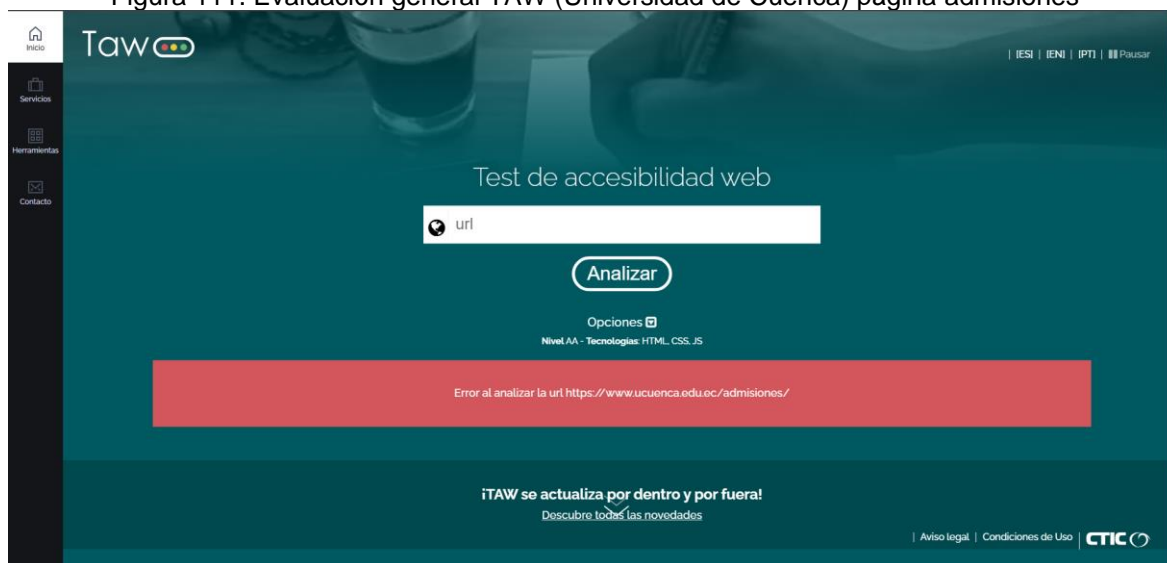 Figura 111. Evaluación general TAW (Universidad de Cuenca) página admisiones
Inicio
Taw
| [ES] | [EN] | [PT] | Pausar
Servicios
Herramientas
Contacto
Test de accesibilidad web
url
Analizar
Opciones
Nivel AA - Tecnologías: HTML, CSS, JS
Error al analizar la url https://www.ucuenca.edu.ec/admisiones/
¡TAW se actualiza por dentro y por fuera!
Descubre todas las novedades
| Aviso legal | Condiciones de Uso | CTIC